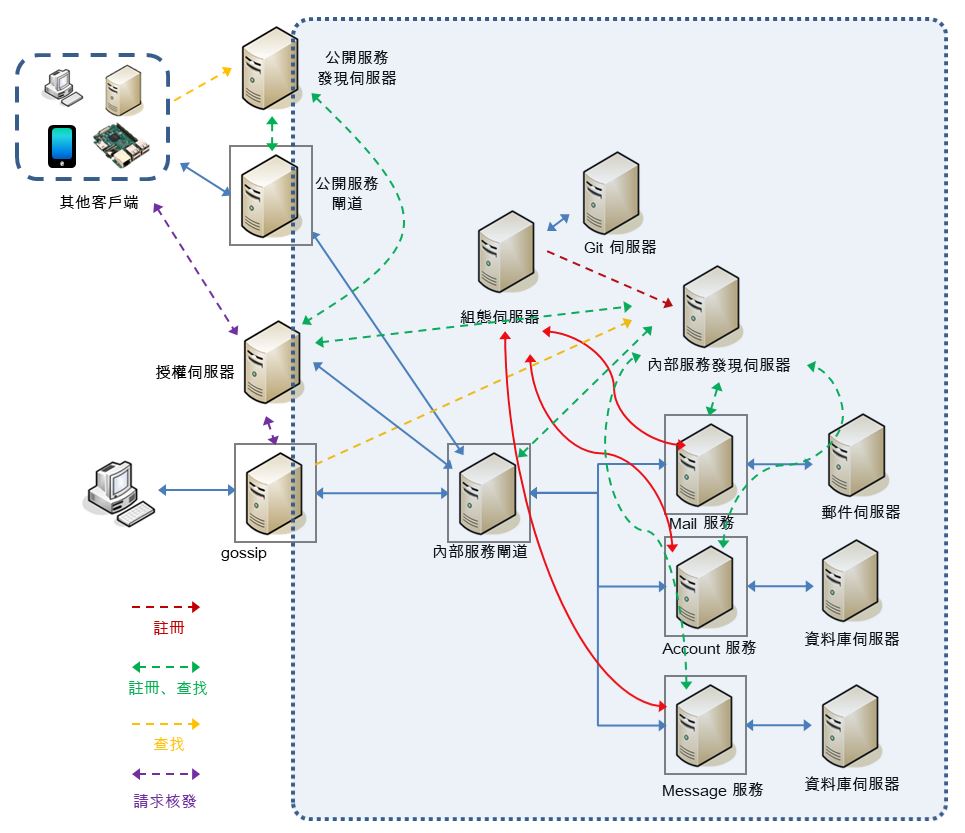 公開服務
發現伺服器
其他客戶端
公開服務
閘道
Git 伺服器
組態伺服器
內部服務發現伺服器
授權伺服器
gossip
內部服務閘道
Mail 服務
郵件伺服器
Account 服務
資料庫伺服器
Message 服務
資料庫伺服器
註冊
註冊、查找
查找
請求核發